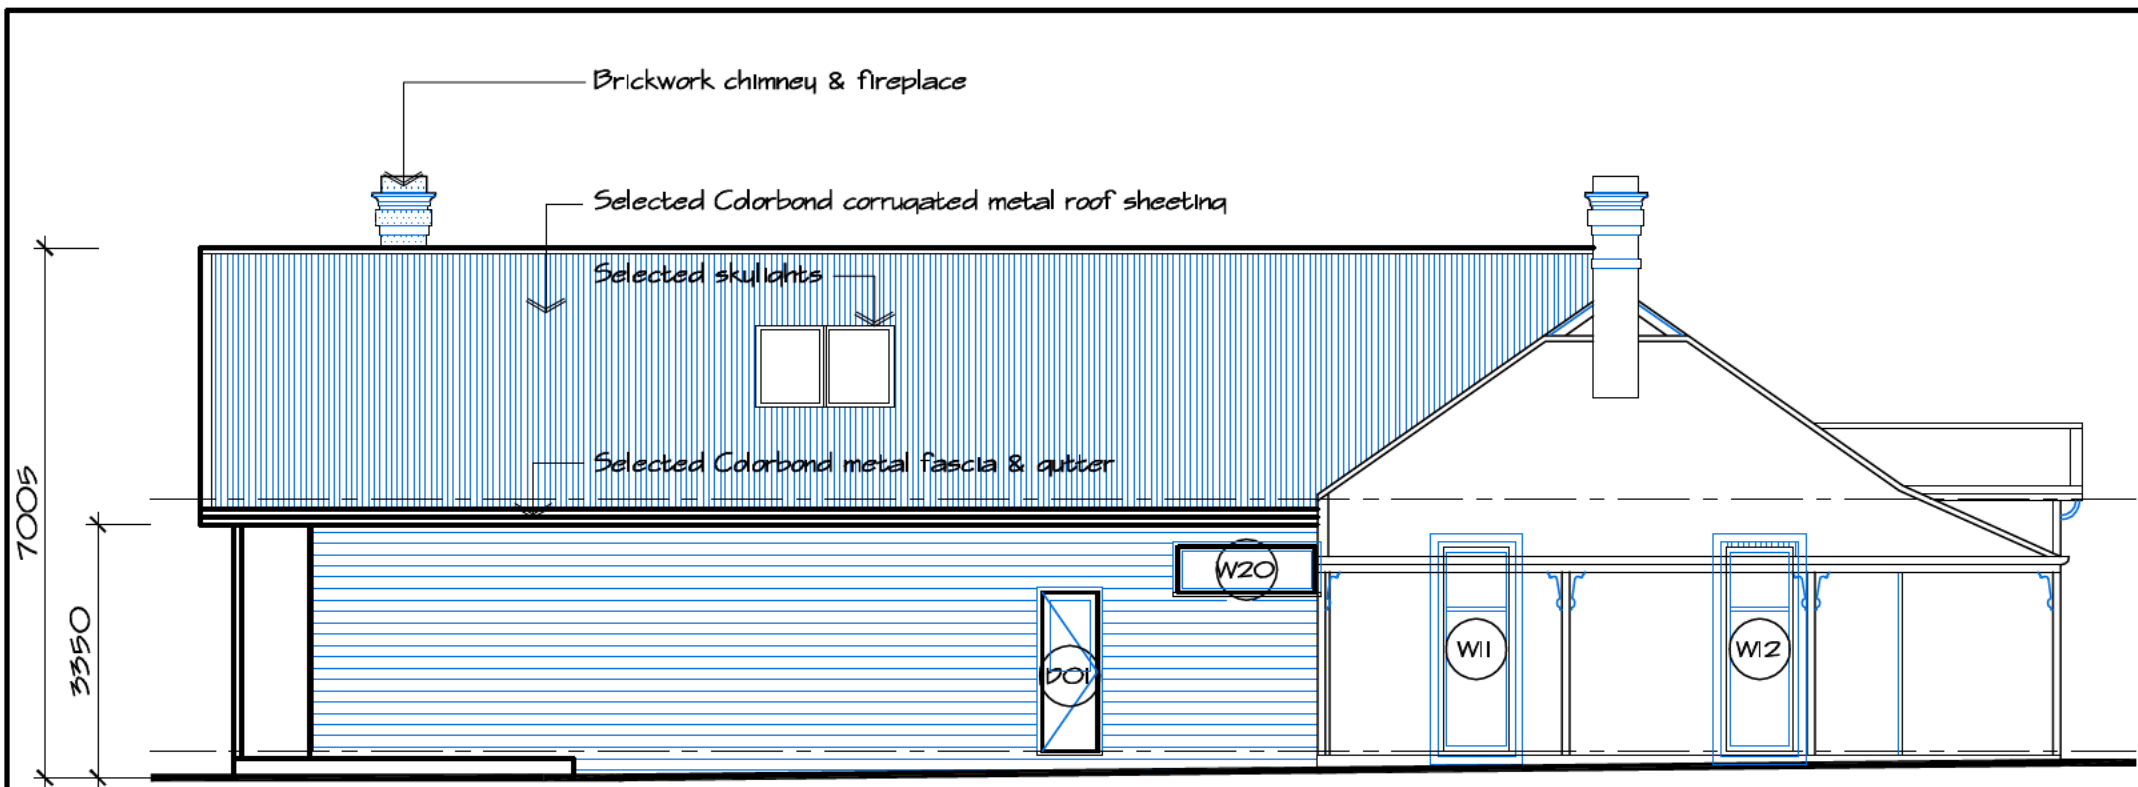 Brickwork chimney & fireplace
Selected Colorbond corrugated metal roof sheeting
Selected skylights
Selected Colorbond metal fascia & gutter
7005
3350
W20
D01
W11
W12